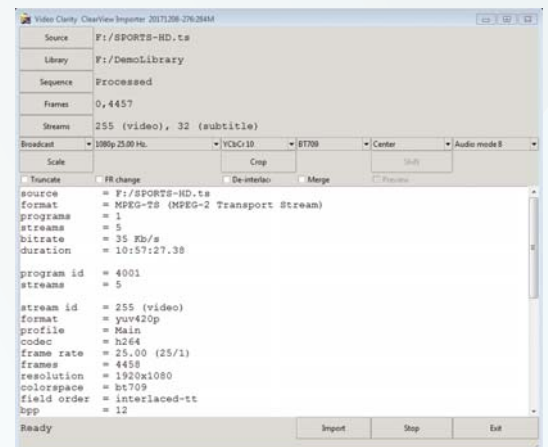 Video Clarity ClearView Importer 20171208-276:284M
Source F:/SPORTS-HD.ts
Library F:/DemoLibrary
Sequence Processed
Frames 0,4457
Streams 255 (video), 32 (subtitle)
Broadcast 1080p 25.00 Hz. YCbCr 10 BT709 Center Audio mode 8
Scale Crop Shift
Truncate FR change De-interlac Merge Preview
source = F:/SPORTS-HD.ts
format = MPEG-TS (MPEG-2 Transport Stream)
programs = 1
streams = 5
bitrate = 35 Kb/s
duration = 10:57:27.38
program id = 4001
streams = 5
stream id = 255 (video)
format = yuv420p
profile = Main
codec = h264
frame rate = 25.00 (25/1)
frames = 4458
resolution = 1920x1080
colorspace = bt709
field order = interlaced-tt
bpp = 12
Ready Import Stop Exit